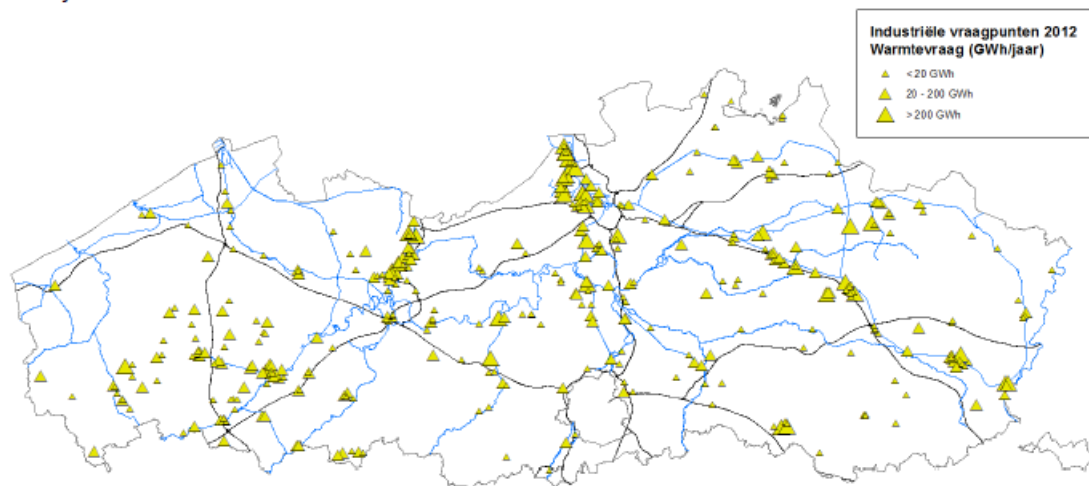 Industriële vraagpunten 2012
Warmtevraag (GWh/jaar)
<20 GWh
20 - 200 GWh
>200 GWh